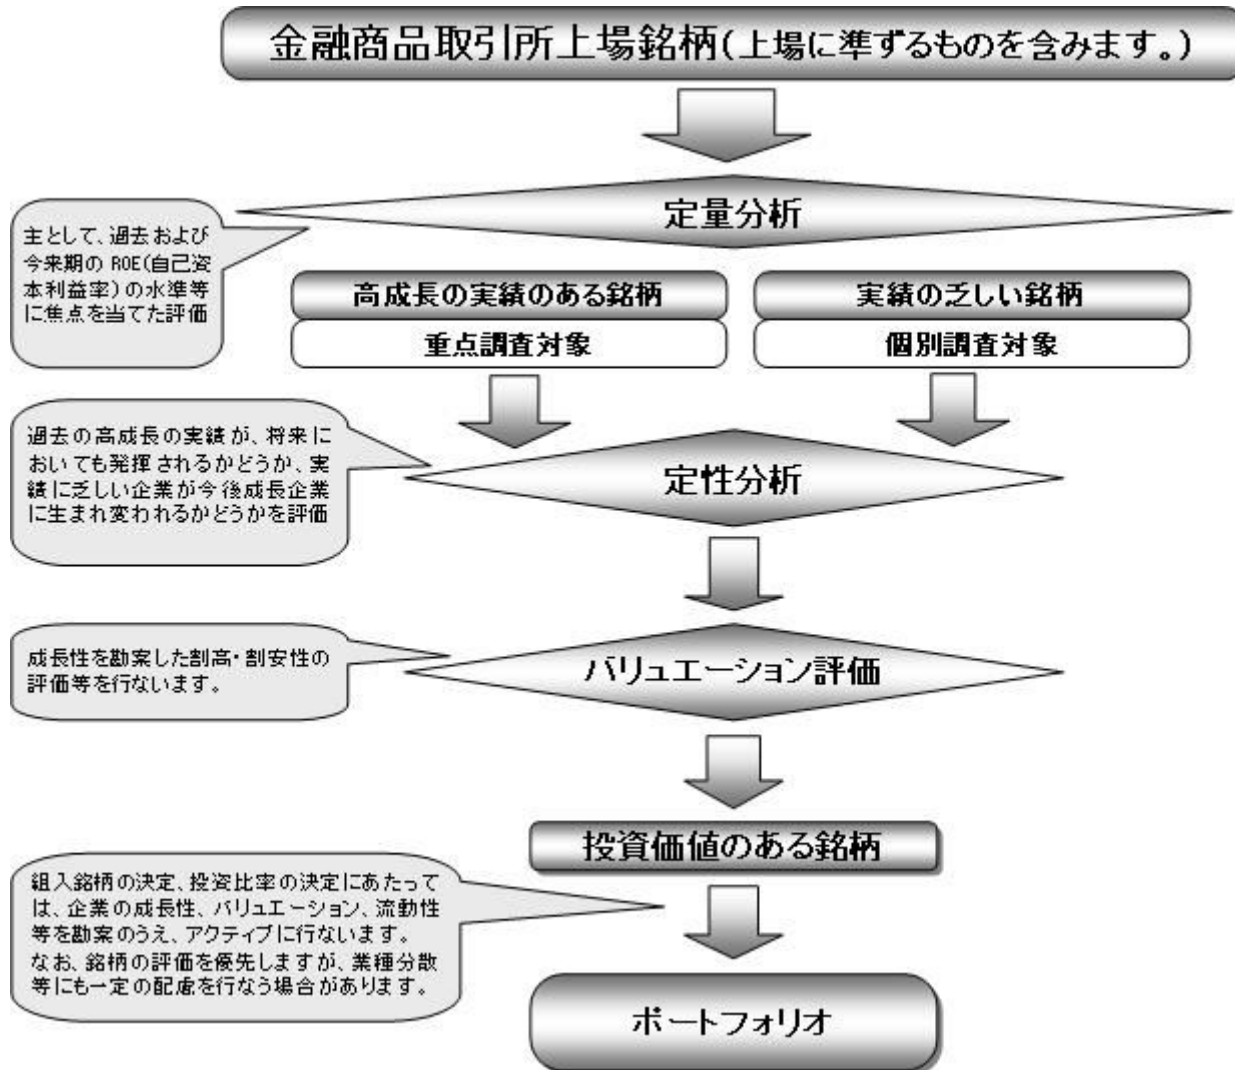 金融商品取引所上場銘柄(上場に準ずるものを含みます。)
定量分析
主として、過去および
今来期の ROE(自己資
本利益率)の水準等
に焦点を当てた評価
高成長の実績のある銘柄
重点調査対象
実績の乏しい銘柄
個別調査対象
過去の高成長の実績が、将来に
おいても発揮されるかどうか、実
績に乏しい企業が今後成長企業
に生まれ変われるかどうかを評価
定性分析
成長性を勘案した割高・割安性の
評価等を行ないます。
バリュエーション評価
投資価値のある銘柄
組入銘柄の決定、投資比率の決定にあたって
は、企業の成長性、バリュエーション、流動性
等を勘案のうえ、アクティブに行ないます。
なお、銘柄の評価を優先しますが、業種分散
等にも一定の配慮を行なう場合があります。
ポートフォリオ